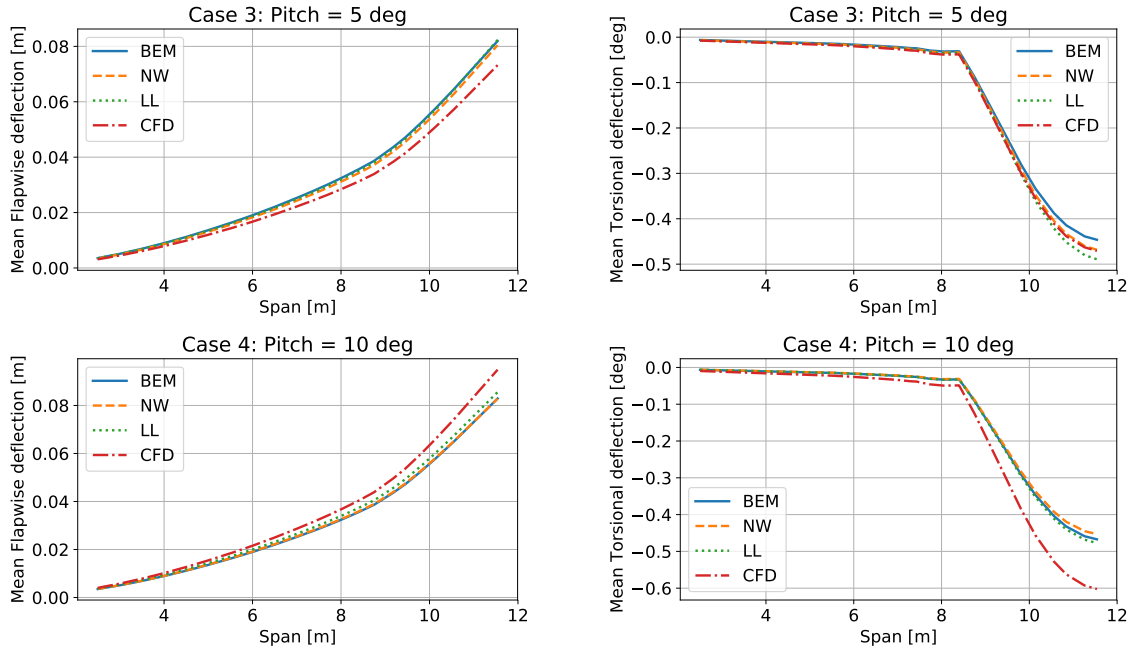 Case 3: Pitch = 5 deg
Mean Flapwise deflection [m]
0.08
0.06
0.04
0.02
0.00
BEM
NW
LL
CFD
4
6
8
10
12
Span [m]
Case 3: Pitch = 5 deg
Mean Torsional deflection [deg]
0.0
−0.1
−0.2
−0.3
−0.4
−0.5
BEM
NW
LL
CFD
4
6
8
10
12
Span [m]
Case 4: Pitch = 10 deg
Mean Flapwise deflection [m]
0.08
0.06
0.04
0.02
0.00
BEM
NW
LL
CFD
4
6
8
10
12
Span [m]
Case 4: Pitch = 10 deg
Mean Torsional deflection [deg]
0.0
−0.1
−0.2
−0.3
−0.4
−0.5
−0.6
BEM
NW
LL
CFD
4
6
8
10
12
Span [m]